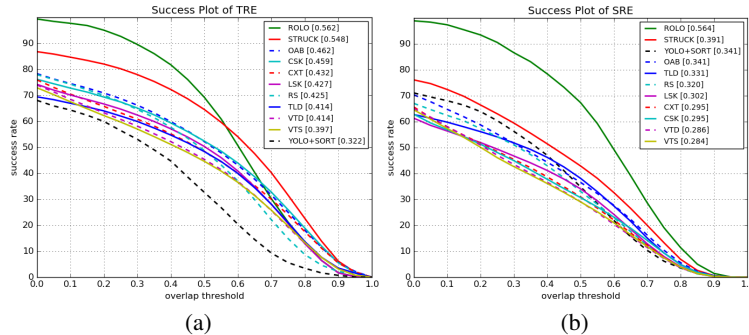 Success Plot of TRE
success rate
90
80
70
60
50
40
30
20
10
0
0.0 0.1 0.2 0.3 0.4 0.5 0.6 0.7 0.8 0.9 1.0
overlap threshold
ROLO [0.562]
STRUCK [0.548]
OAB [0.462]
CSK [0.459]
CXT [0.432]
LSK [0.427]
RS [0.425]
TLD [0.414]
VTD [0.414]
VTS [0.397]
YOLO+SORT [0.322]
(a)
Success Plot of SRE
success rate
90
80
70
60
50
40
30
20
10
0
0.0 0.1 0.2 0.3 0.4 0.5 0.6 0.7 0.8 0.9
overlap threshold
ROLO [0.564]
STRUCK [0.391]
YOLO+SORT [0.341]
OAB [0.341]
TLD [0.331]
RS [0.320]
LSK [0.302]
CXT [0.295]
CSK [0.295]
VTD [0.286]
VTS [0.284]
(b)